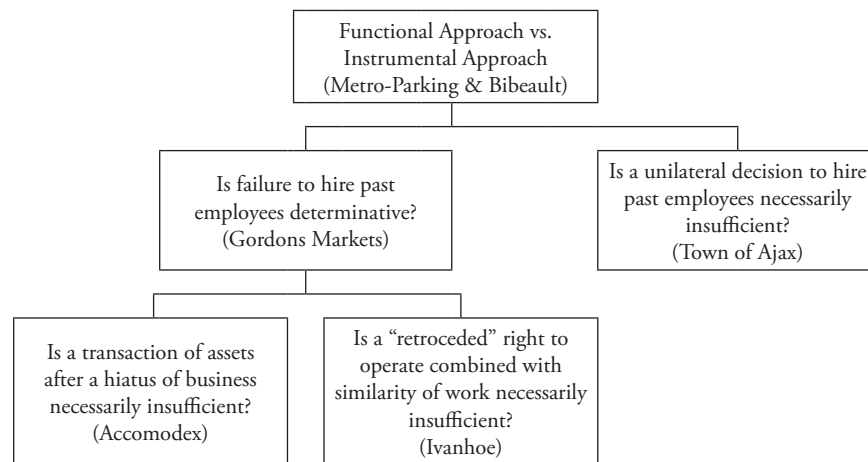 Functional Approach vs.
Instrumental Approach
(Metro-Parking & Bibeault)
Is failure to hire past
employees determinative?
(Gordons Markets)
Is a unilateral decision to hire
past employees necessarily
insufficient?
(Town of Ajax)
Is a transaction of assets
after a hiatus of business
necessarily insufficient?
(Accomodex)
Is a “retroceded” right to
operate combined with
similarity of work necessarily
insufficient?
(Ivanhoe)